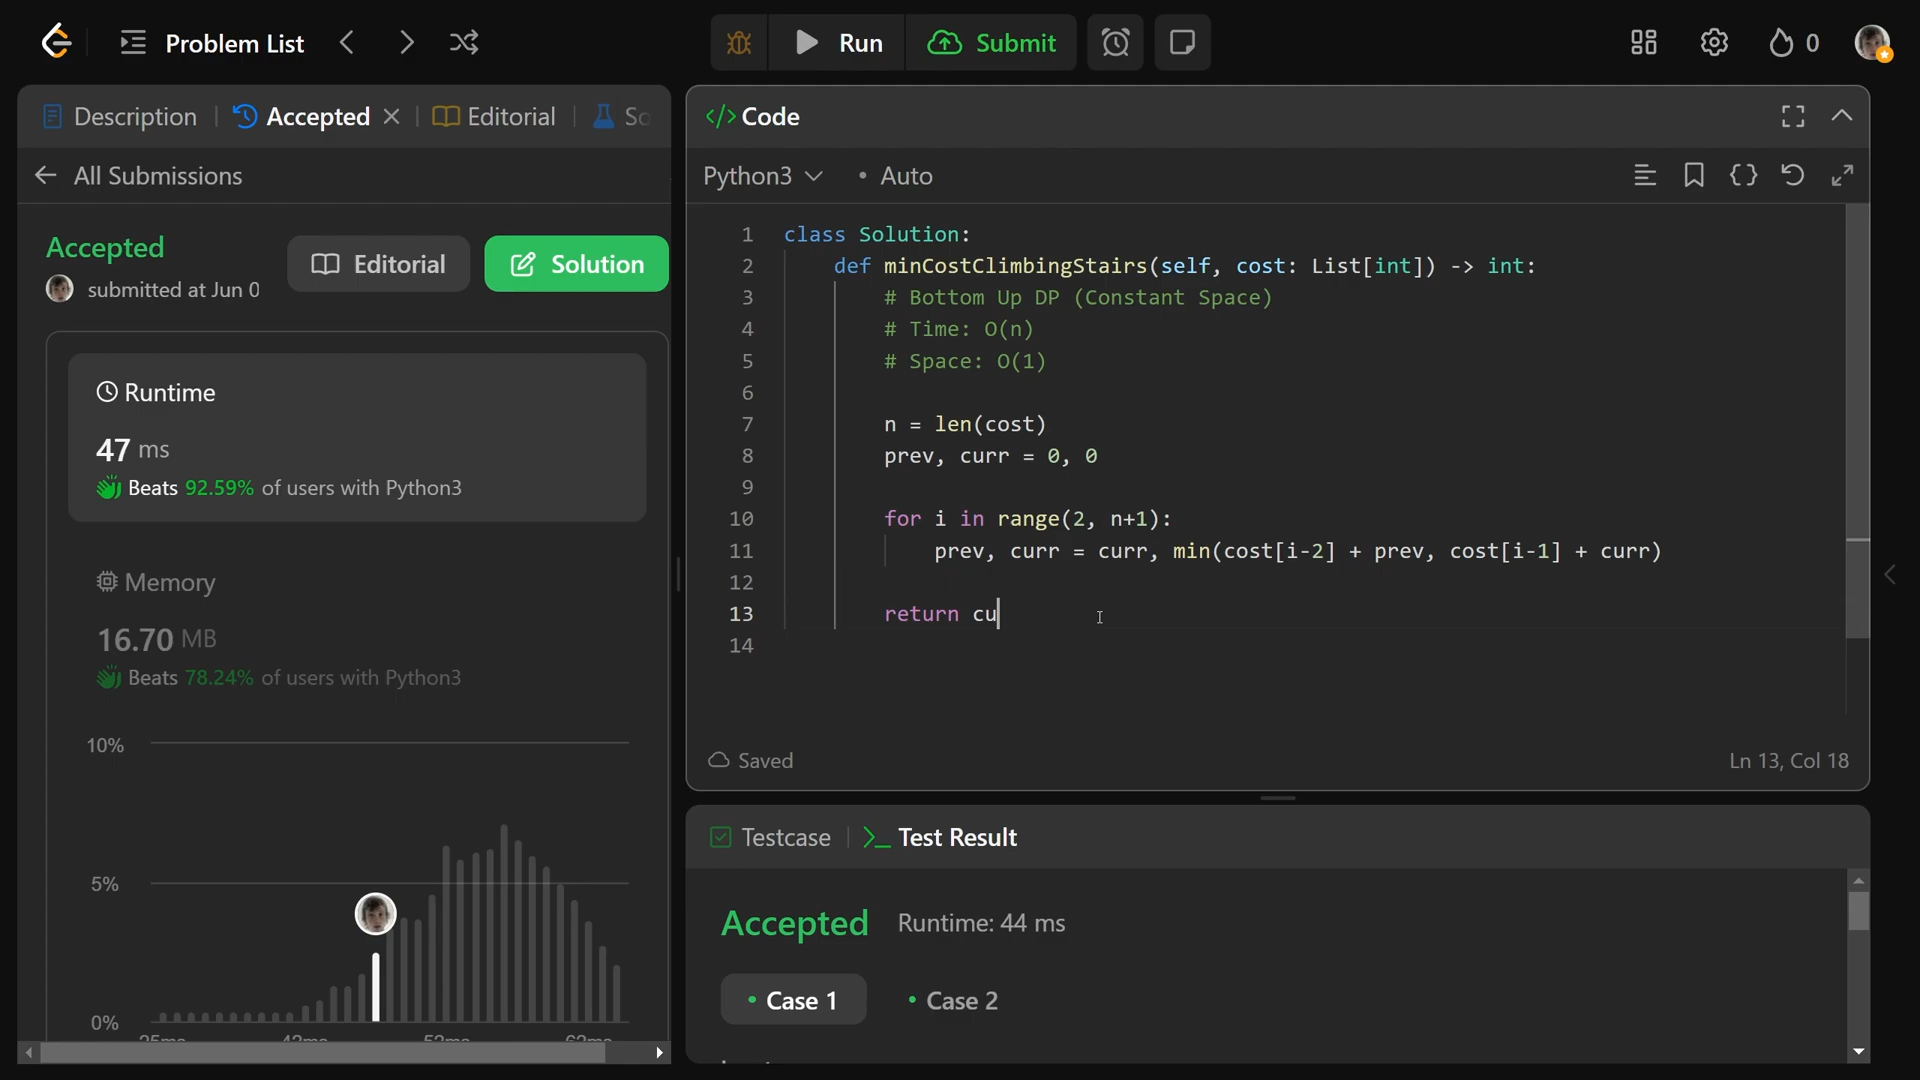 Problem List
Run
Submit
0
Description
Accepted
Editorial
So
All Submissions
Accepted
Editorial
Solution
submitted at Jun 0
Runtime
47 ms
Beats 92.59% of users with Python3
Memory
16.70 MB
Beats 78.24% of users with Python3
10%
5%
0%
Code
Python3
• Auto
1 class Solution:
2 def minCostClimbingStairs(self, cost: List[int]) -> int:
3 # Bottom Up DP (Constant Space)
4 # Time: O(n)
5 # Space: O(1)
6
7 n = len(cost)
8 prev, curr = 0, 0
9
10 for i in range(2, n+1):
11 prev, curr = curr, min(cost[i-2] + prev, cost[i-1] + curr)
12
13 return cu
14
Saved
Ln 13, Col 18
Testcase
Test Result
Accepted
Runtime: 44 ms
• Case 1
• Case 2